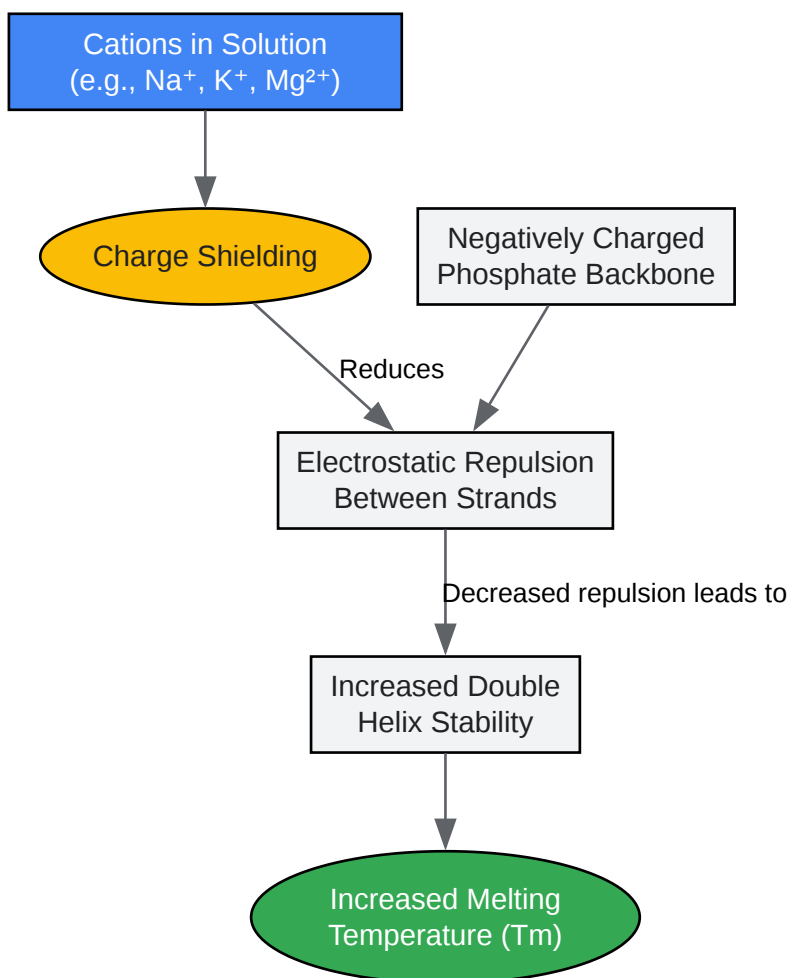 Cations in Solution
(e.g., Na⁺, K⁺, Mg²⁺)
Charge Shielding
Negatively Charged
Phosphate Backbone
Reduces
Electrostatic Repulsion
Between Strands
Decreased repulsion leads to
Increased Double
Helix Stability
Increased Melting
Temperature (Tm)